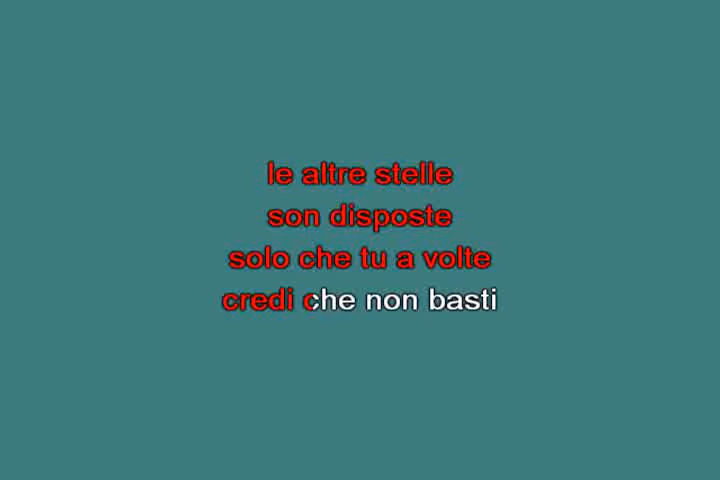 le altre stelle
son disposte
solo che tu a volte
credi che non basti